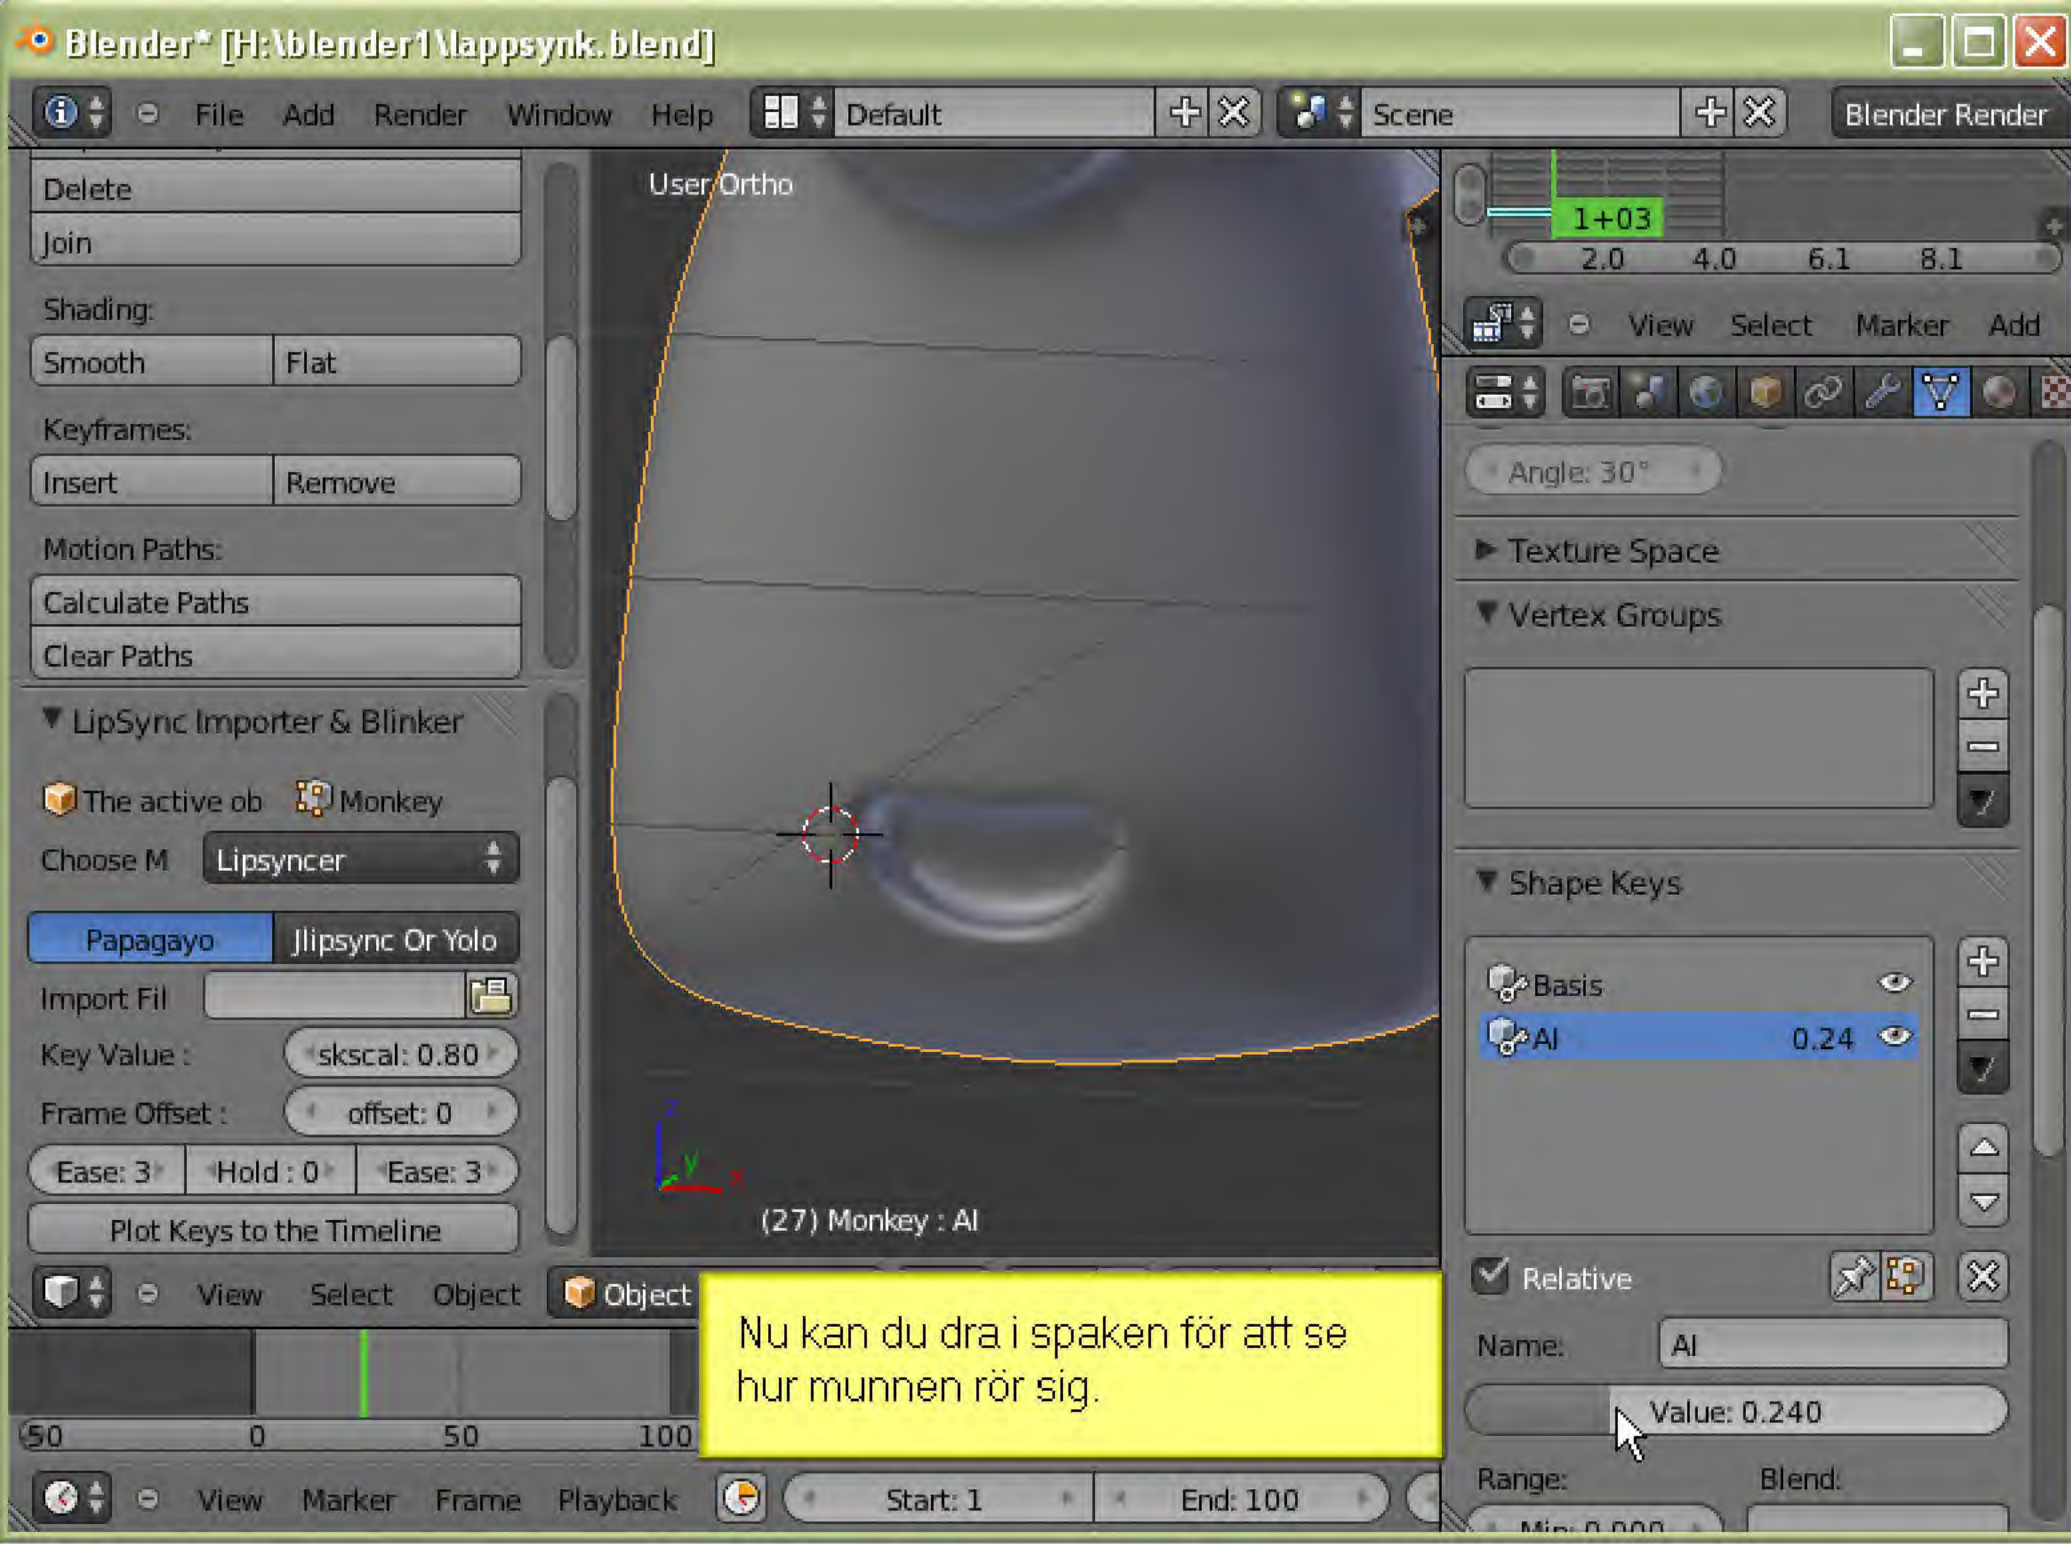 Blender* [H:\blender1\lappsynk.blend]
File Add Render Window Help Default Scene Blender Render
Delete
Join
Shading:
Smooth Flat
Keyframes:
Insert Remove
Motion Paths:
Calculate Paths
Clear Paths
LipSync Importer & Blinker
The active ob Monkey
Choose M Lipsyncer
Papagayo Jlipsync Or Yolo
Import Fil
Key Value : skscal: 0.80
Frame Offset : offset: 0
Ease: 3 Hold : 0 Ease: 3
Plot Keys to the Timeline
User Ortho
z
y
x
(27) Monkey : AI
View Select Object Object
Nu kan du dra i spaken för att se
hur munnen rör sig.
-50 0 50 100
View Marker Frame Playback Start: 1 End: 100
1+03
2.0 4.0 6.1 8.1
View Select Marker Add
Angle: 30°
Texture Space
Vertex Groups
Shape Keys
Basis
AI 0.24
Relative
Name: AI
Value: 0.240
Range: Blend:
Min: 0.000